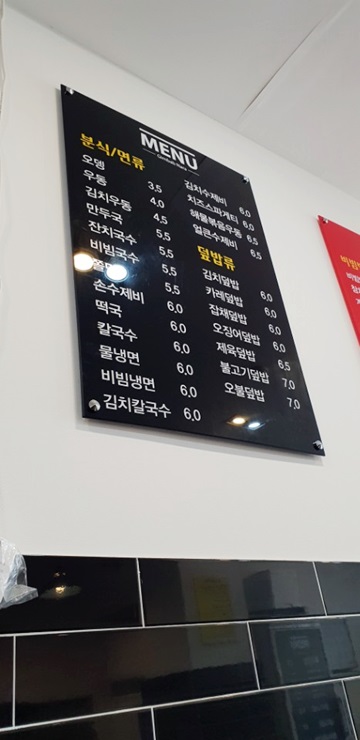 MENU
분식/면류
오뎅 3,5
우동 4,0
김치우동 4,5
만두국 5,5
잔치국수 5,5
비빔국수 5,5
5,5
손수제비 6,0
떡국 6,0
칼국수 6,0
물냉면 6,0
비빔냉면 6,0
김치칼국수 6,0
김치수제비 6,0
치즈스파게티 6,0
해물볶음우동 6,5
얼큰수제비 6,5
덮밥류
김치덮밥 6,0
카레덮밥 6,0
잡채덮밥 6,0
오징어덮밥 6,0
제육덮밥 6,5
불고기덮밥 7,0
오불덮밥 7,0